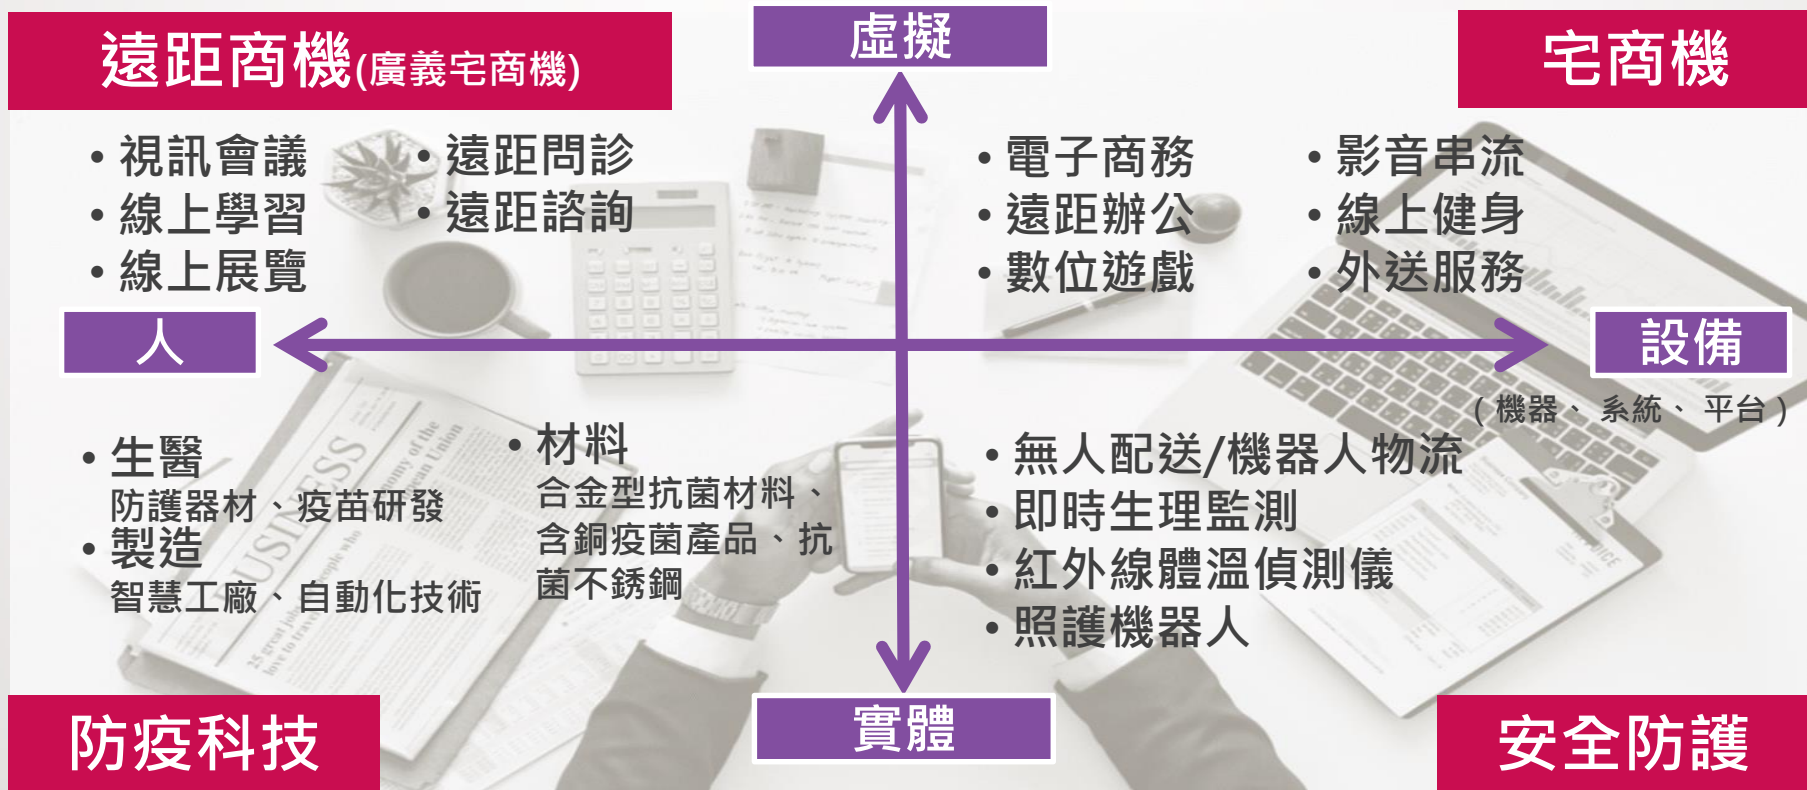 虛擬
遠距商機(廣義宅商機)
宅商機
• 視訊會議
• 線上學習
• 線上展覽
• 遠距問診
• 遠距諮詢
• 電子商務
• 遠距辦公
• 數位遊戲
• 影音串流
• 線上健身
• 外送服務
人
設備
(機器、系統、平台)
• 生醫
防護器材、疫苗研發
• 製造
智慧工廠、自動化技術
• 材料
合金型抗菌材料、
含銅疫菌產品、抗
菌不銹鋼
• 無人配送/機器人物流
• 即時生理監測
• 紅外線體溫偵測儀
• 照護機器人
BUSINESS
防疫科技
實體
安全防護